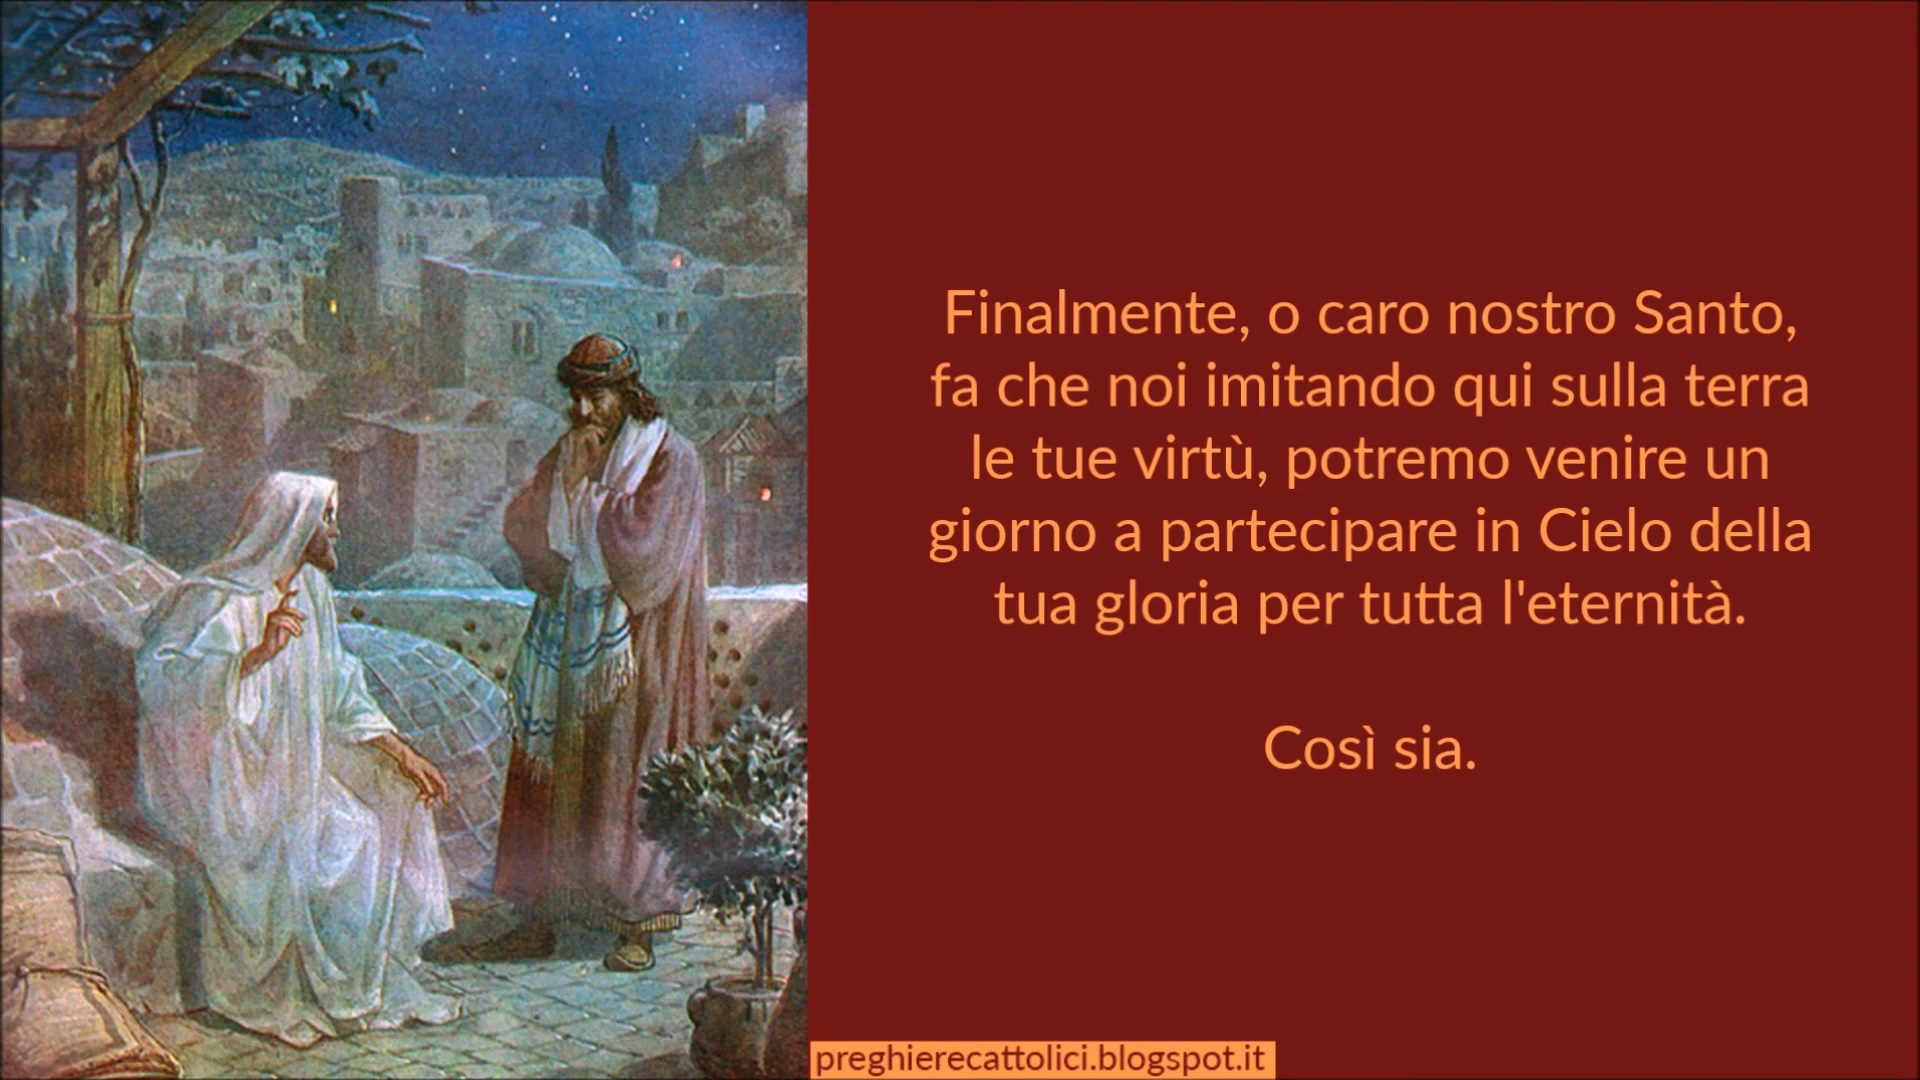 Finalmente, o caro nostro Santo,
fa che noi imitando qui sulla terra
le tue virtù, potremo venire un
giorno a partecipare in Cielo della
tua gloria per tutta l'eternità.
Così sia.
preghierecattolici.blogspot.it